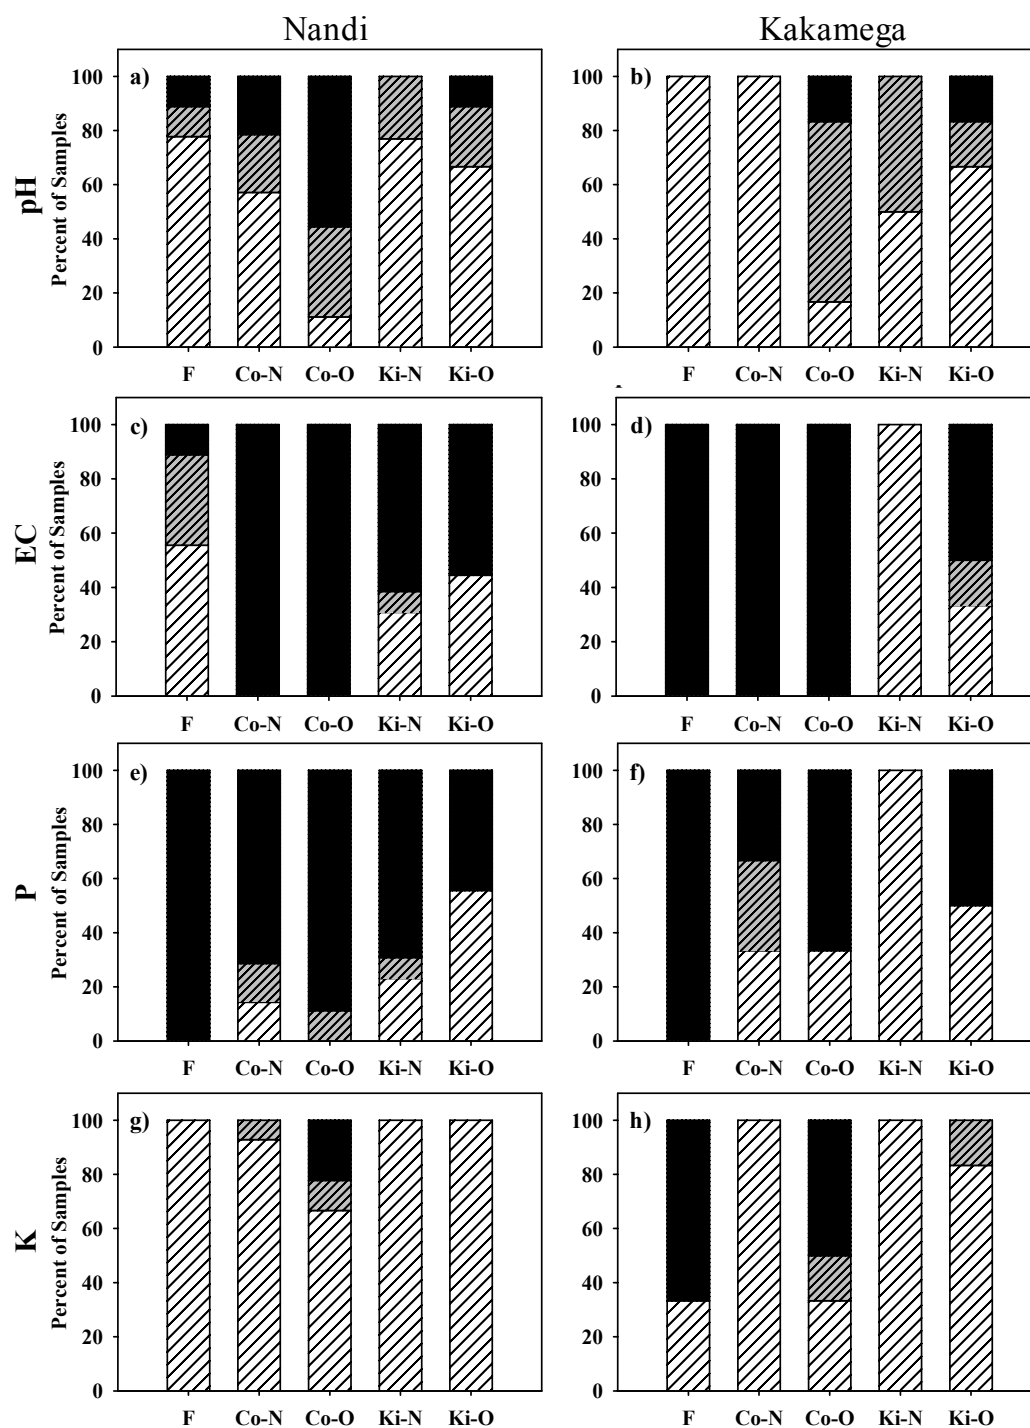 Nandi Kakamega
a) b)
pH
Percent of Samples
100 100
80 80
60 60
40 40
20 20
0 0
F Co-N Co-O Ki-N Ki-O F Co-N Co-O Ki-N Ki-O
c) d)
EC
Percent of Samples
100 100
80 80
60 60
40 40
20 20
0 0
F Co-N Co-O Ki-N Ki-O F Co-N Co-O Ki-N Ki-O
e) f)
P
Percent of Samples
100 100
80 80
60 60
40 40
20 20
0 0
F Co-N Co-O Ki-N Ki-O F Co-N Co-O Ki-N Ki-O
g) h)
K
Percent of Samples
100 100
80 80
60 60
40 40
20 20
0 0
F Co-N Co-O Ki-N Ki-O F Co-N Co-O Ki-N Ki-O